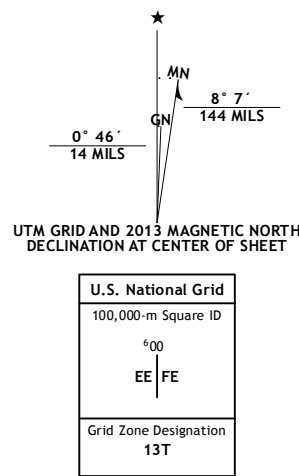 ★
MN
GN
8° 7´
144 MILS
0° 46´
14 MILS
UTM GRID AND 2013 MAGNETIC NORTH
DECLINATION AT CENTER OF SHEET
U.S. National Grid
100,000-m Square ID
⁶00
EE FE
Grid Zone Designation
13T